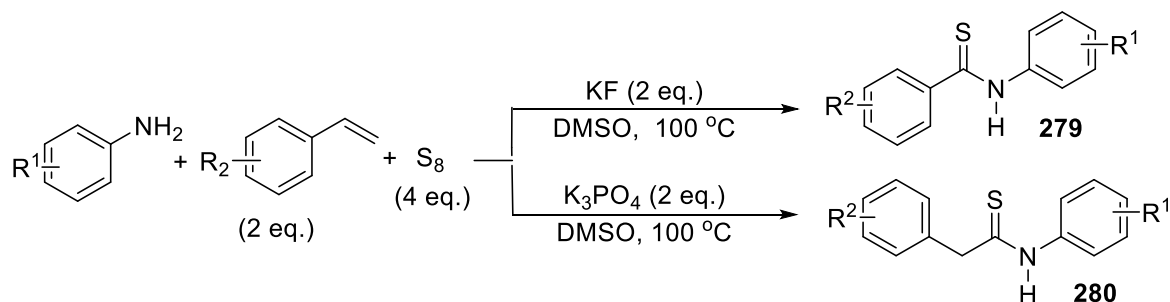 S
R¹
R²
N
H
279
KF (2 eq.)
DMSO, 100 °C
NH₂
R¹
+
R₂
(2 eq.)
+
S₈
(4 eq.)
K₃PO₄ (2 eq.)
DMSO, 100 °C
R²
S
R¹
N
H
280